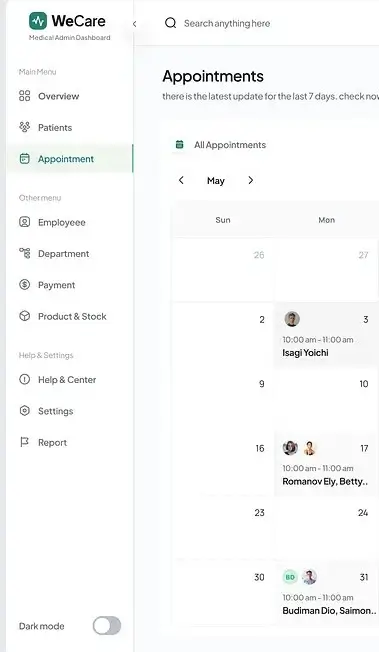 WeCare
Medical Admin Dashboard
Main Menu
Overview
Patients
Appointment
Other menu
Employeee
Department
Payment
Product & Stock
Help & Settings
Help & Center
Settings
Report
Dark mode
Search anything here
Appointments
there is the latest update for the last 7 days. check now
All Appointments
May
Sun Mon
26 27
2 3
10:00 am - 11:00 am
Isagi Yoichi
9 10
16 17
10:00 am - 11:00 am
Romanov Ely, Betty..
23 24
30 BD 31
10:00 am - 11:00 am
Budiman Dio, Saimon..